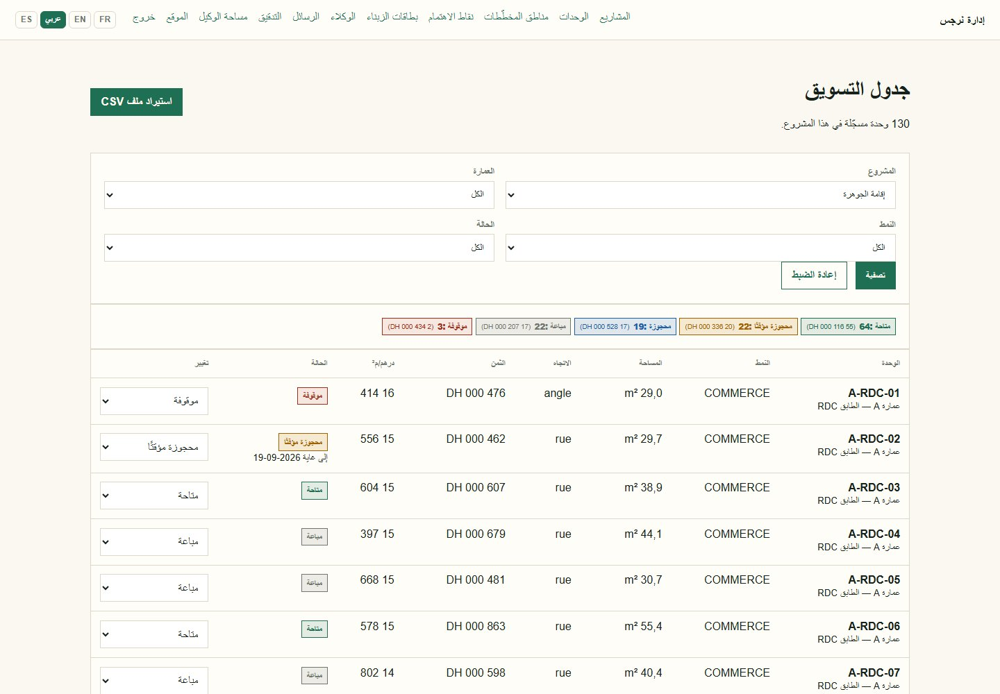 إدارة نرجس
المشاريع الوحدات مناطق المخطّطات نقاط الاهتمام بطاقات الزبناء الوكلاء الرسائل التدقيق مساحة الوكيل الموقع خروج
FR EN عربي ES
جدول التسويق
130 وحدة مسجّلة في هذا المشروع.
استيراد ملف CSV
المشروع العمارة
إقامة الجوهرة الكل
النمط الحالة
الكل الكل
تصفية إعادة الضبط
متاحة :64 (55 116 000 DH) محجوزة مؤقتًا :22 (20 336 000 DH) محجوزة :19 (17 528 000 DH) مباعة :22 (17 207 000 DH) موقوفة :3 (2 434 000 DH)
الوحدة النمط المساحة الاتجاه الثمن درهم/م² الحالة تغيير
A-RDC-01 COMMERCE 29,0 m² angle 476 000 DH 16 414 موقوفة موقوفة
عمارة A — الطابق RDC
A-RDC-02 COMMERCE 29,7 m² rue 462 000 DH 15 556 محجوزة مؤقتًا محجوزة مؤقتًا
عمارة A — الطابق RDC إلى غاية 2026-09-19
A-RDC-03 COMMERCE 38,9 m² rue 607 000 DH 15 604 متاحة متاحة
عمارة A — الطابق RDC
A-RDC-04 COMMERCE 44,1 m² rue 679 000 DH 15 397 مباعة مباعة
عمارة A — الطابق RDC
A-RDC-05 COMMERCE 30,7 m² rue 481 000 DH 15 668 مباعة مباعة
عمارة A — الطابق RDC
A-RDC-06 COMMERCE 55,4 m² rue 863 000 DH 15 578 متاحة متاحة
عمارة A — الطابق RDC
A-RDC-07 COMMERCE 40,4 m² rue 598 000 DH 14 802 مباعة مباعة
عمارة A — الطابق RDC